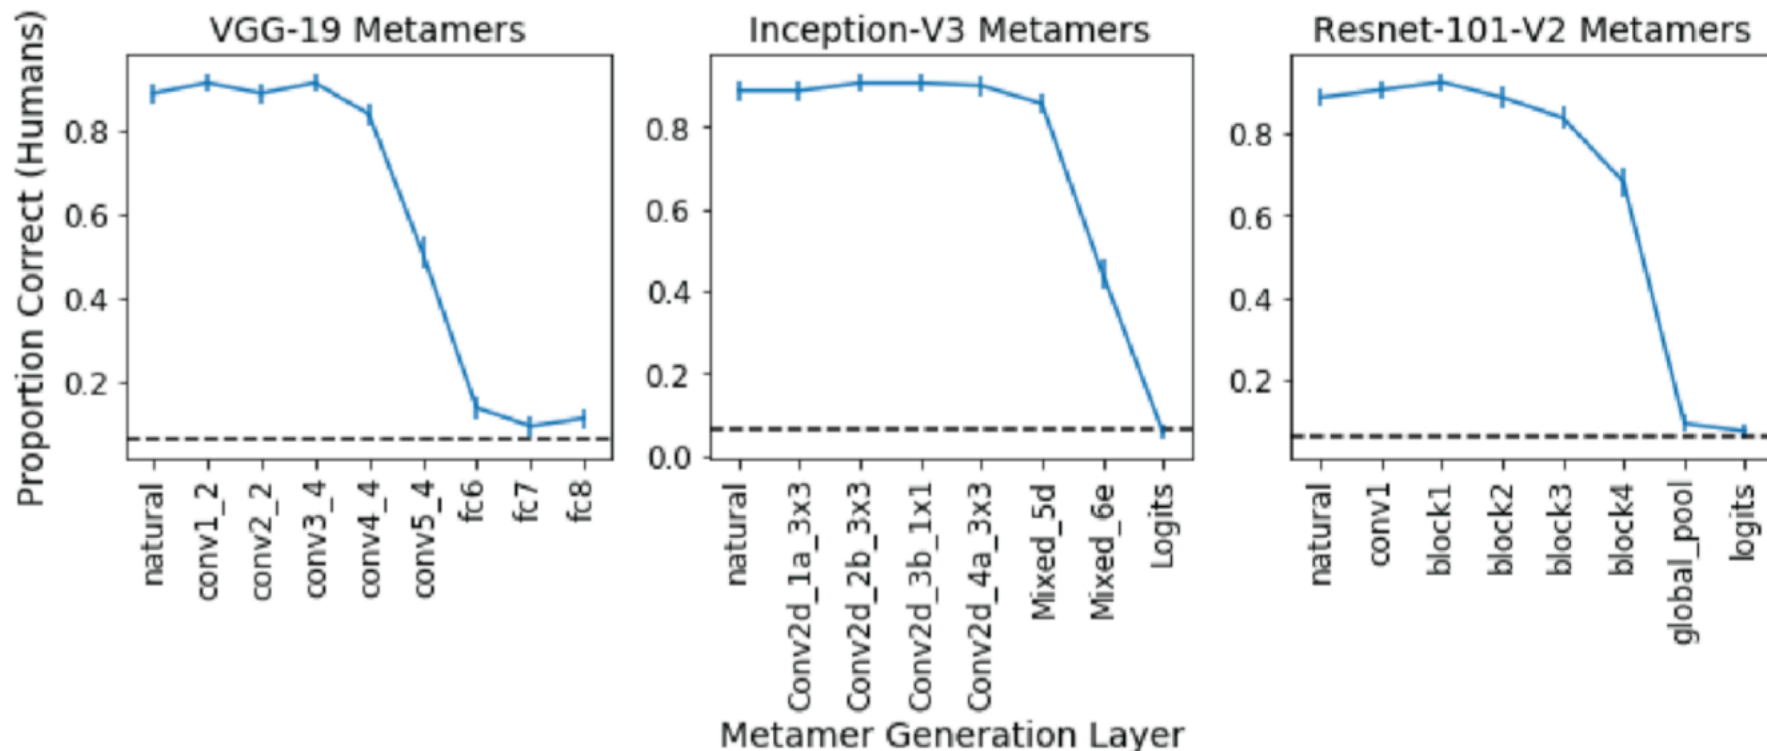 VGG-19 Metamers
Inception-V3 Metamers
Resnet-101-V2 Metamers
Proportion Correct (Humans)
0.8
0.6
0.4
0.2
natural
conv1_2
conv2_2
conv3_4
conv4_4
conv5_4
fc6
fc7
fc8
0.8
0.6
0.4
0.2
0.0
natural
Conv2d_1a_3x3
Conv2d_2b_3x3
Conv2d_3b_1x1
Conv2d_4a_3x3
Mixed_5d
Mixed_6e
Logits
0.8
0.6
0.4
0.2
natural
conv1
block1
block2
block3
block4
global_pool
logits
Metamer Generation Layer